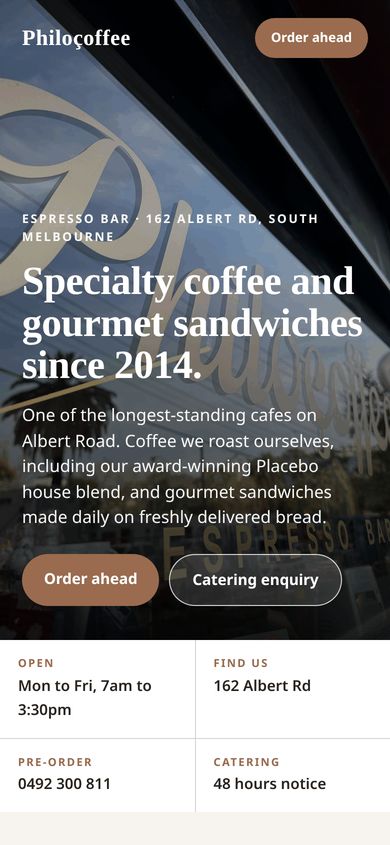 Philoçoffee
Order ahead
ESPRESSO BAR · 162 ALBERT RD, SOUTH
MELBOURNE
Specialty coffee and
gourmet sandwiches
since 2014.
One of the longest-standing cafes on
Albert Road. Coffee we roast ourselves,
including our award-winning Placebo
house blend, and gourmet sandwiches
made daily on freshly delivered bread.
ESPRESSO BA
Order ahead
Catering enquiry
OPEN
Mon to Fri, 7am to
3:30pm
FIND US
162 Albert Rd
PRE-ORDER
0492 300 811
CATERING
48 hours notice